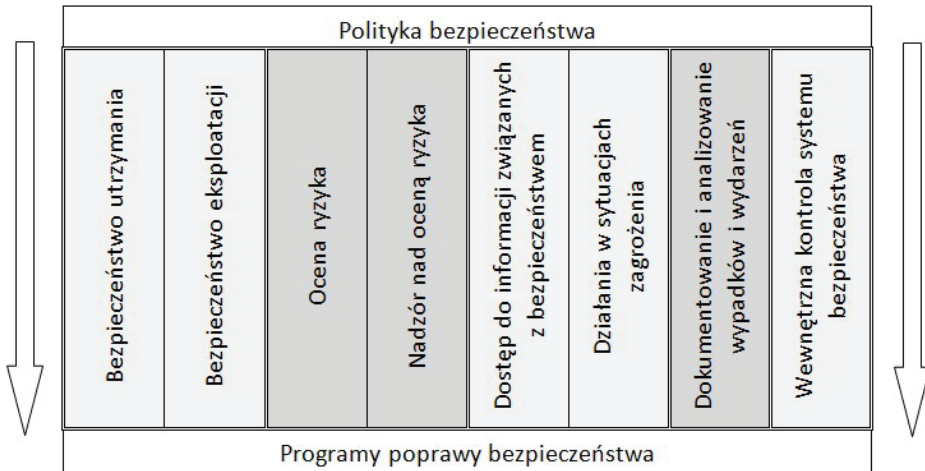 Polityka bezpieczeństwa
Bezpieczeństwo utrzymania
Bezpieczeństwo eksploatacji
Ocena ryzyka
Nadzór nad oceną ryzyka
Dostęp do informacji związanych
z bezpieczeństwem
Działania w sytuacjach
zagrożenia
Dokumentowanie i analizowanie
wypadków i wydarzeń
Wewnętrzna kontrola systemu
bezpieczeństwa
Programy poprawy bezpieczeństwa